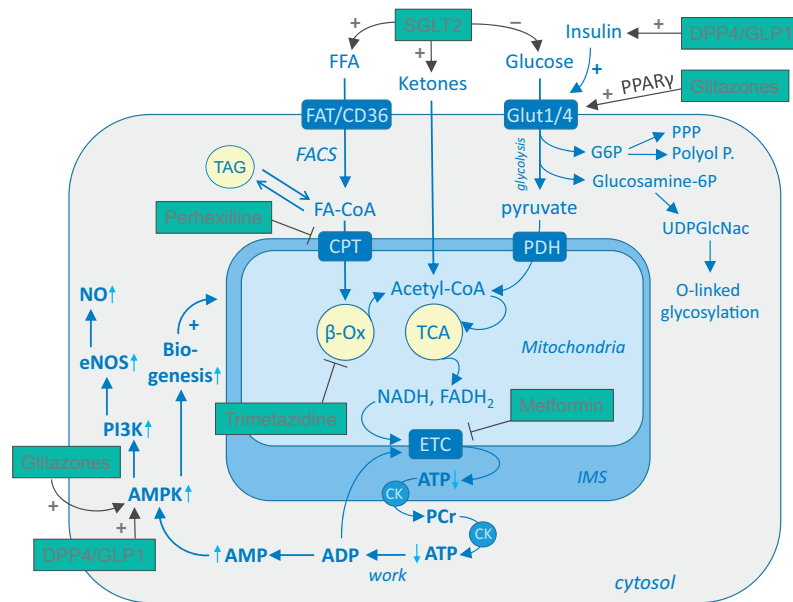 +
SGLT2
−
Insulin
+
DPP4/GLP1
FFA
+
Ketones
Glucose
+
+
PPARγ
Glitazones
FAT/CD36
Glut1/4
FACS
glycolysis
G6P
PPP
Polyol P.
TAG
Glucosamine-6P
FA-CoA
pyruvate
Perhexilline
UDPGlcNac
CPT
PDH
NO↑
Acetyl-CoA
O-linked
glycosylation
+
β-Ox
TCA
Mitochondria
eNOS↑
Bio-
genesis↑
NADH, FADH₂
Metformin
Trimetazidine
PI3K↑
ETC
Glitazones
ATP↓
IMS
AMPK↑
CK
+
PCr
+
CK
DPP4/GLP1
↑AMP
ADP
↓ATP
work
cytosol